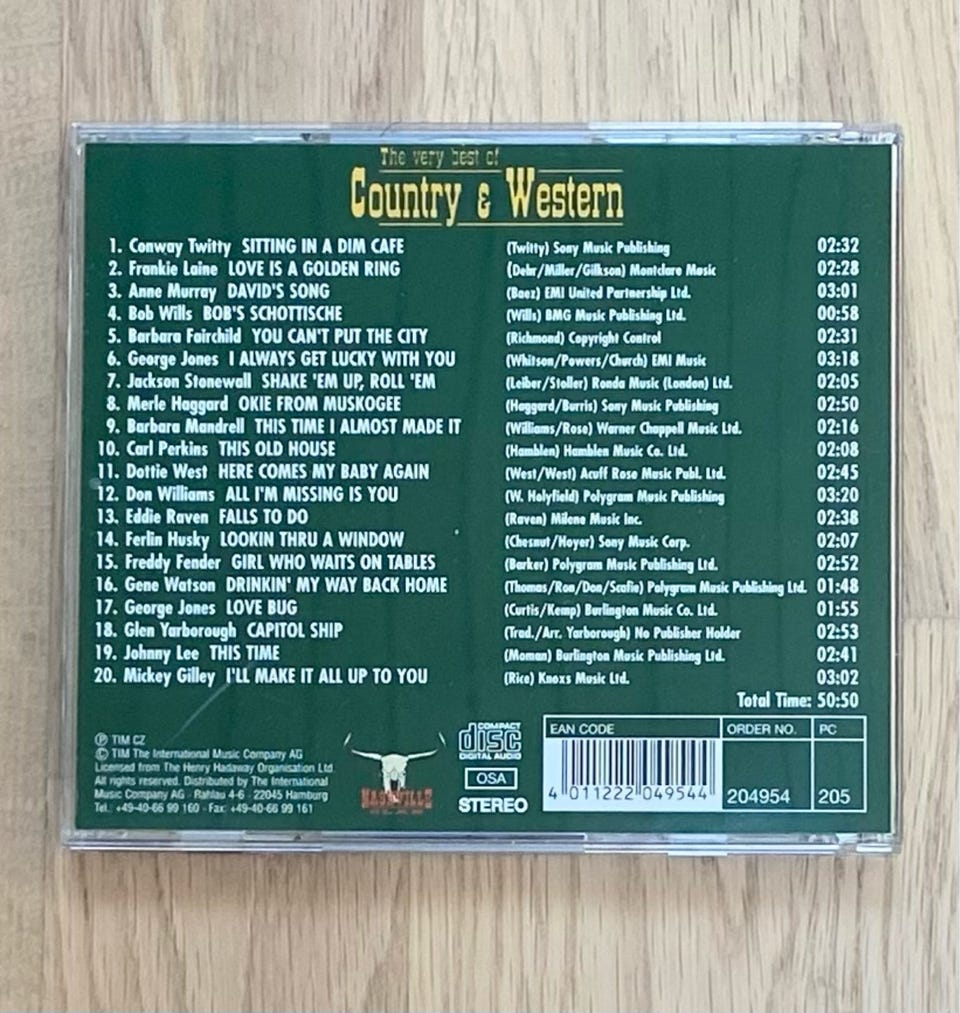 The very best of
Country & Western
1. Conway Twitty SITTING IN A DIM CAFE (Twitty) Sony Music Publishing 02:32
2. Frankie Laine LOVE IS A GOLDEN RING (Dehr/Miller/Gilkson) Montclare Music 02:28
3. Anne Murray DAVID'S SONG (Baez) EMI United Partnership Ltd. 03:01
4. Bob Wills BOB'S SCHOTTISCHE (Wills) BMG Music Publishing Ltd. 00:58
5. Barbara Fairchild YOU CAN'T PUT THE CITY (Richmond) Copyright Control 02:31
6. George Jones I ALWAYS GET LUCKY WITH YOU (Whitson/Powers/Church) EMI Music 03:18
7. Jackson Stonewall SHAKE 'EM UP, ROLL 'EM (Leiber/Stoller) Ronda Music (London) Ltd. 02:05
8. Merle Haggard OKIE FROM MUSKOGEE (Haggard/Burris) Sony Music Publishing 02:50
9. Barbara Mandrell THIS TIME I ALMOST MADE IT (Williams/Rose) Warner Chappell Music Ltd. 02:16
10. Carl Perkins THIS OLD HOUSE (Hamblen) Hamblen Music Co. Ltd. 02:08
11. Dottie West HERE COMES MY BABY AGAIN (West/West) Acuff Rose Music Publ. Ltd. 02:45
12. Don Williams ALL I'M MISSING IS YOU (W. Holyfield) Polygram Music Publishing 03:20
13. Eddie Raven FALLS TO DO (Raven) Milene Music Inc. 02:38
14. Ferlin Husky LOOKIN THRU A WINDOW (Chesnut/Hoyer) Sony Music Corp. 02:07
15. Freddy Fender GIRL WHO WAITS ON TABLES (Barker) Polygram Music Publishing Ltd. 02:52
16. Gene Watson DRINKIN' MY WAY BACK HOME (Thomas/Ron/Don/Scafie) Polygram Music Publishing Ltd. 01:48
17. George Jones LOVE BUG (Curtis/Kemp) Burlington Music Co. Ltd. 01:55
18. Glen Yarborough CAPITOL SHIP (Trad./Arr. Yarborough) No Publisher Holder 02:53
19. Johnny Lee THIS TIME (Moman) Burlington Music Publishing Ltd. 02:41
20. Mickey Gilley I'LL MAKE IT ALL UP TO YOU (Rice) Knoxs Music Ltd. 03:02
Total Time: 50:50
℗ TIM CZ
© TIM The International Music Company AG
Licensed from The Henry Hadaway Organisation Ltd.
All rights reserved. Distributed by The International
Music Company AG · Rahlau 4-6 · 22045 Hamburg
Tel.: +49-40-66 99 160 · Fax: +49-40-66 99 161
NASHVILLE
COMPACT
disc
DIGITAL AUDIO
OSA
STEREO
EAN CODE
4 011222 049544
ORDER NO.
204954
PC
205